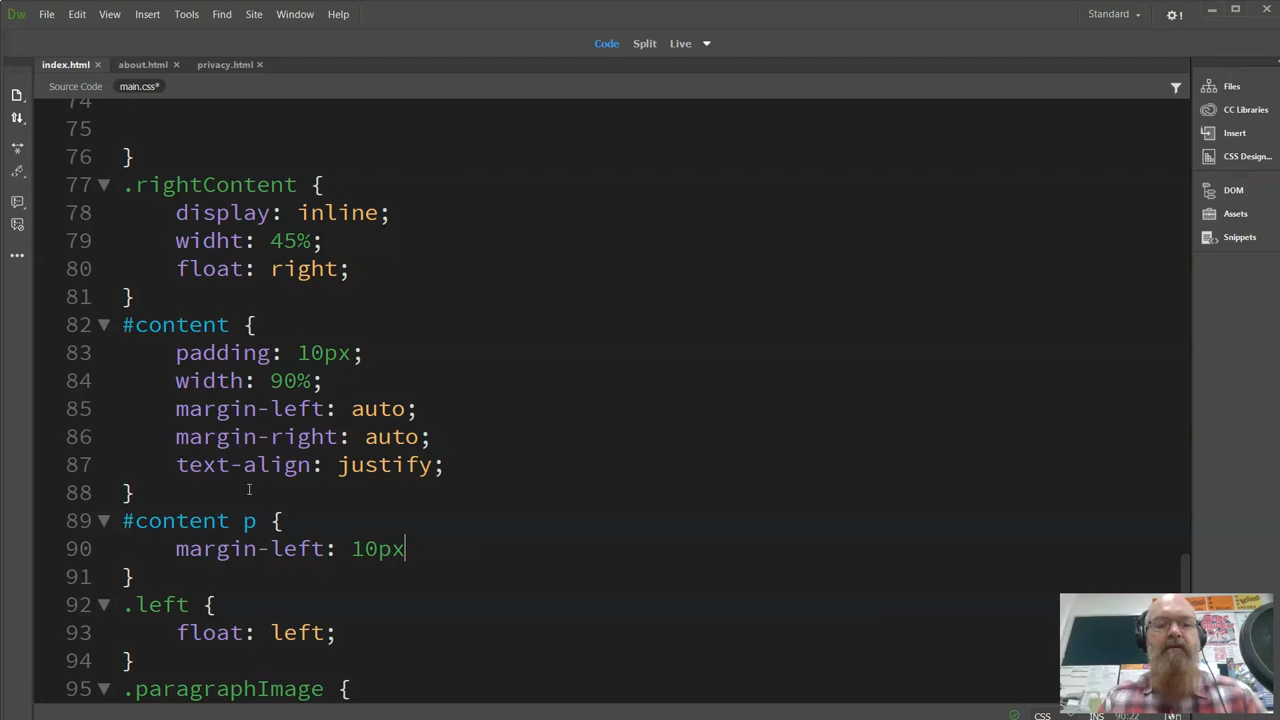 Dw File Edit View Insert Tools Find Site Window Help Standard
Code Split Live
index.html × about.html × privacy.html ×
Source Code main.css*
Files
CC Libraries
Insert
CSS Design...
DOM
Assets
Snippets
74
75
76 }
77 .rightContent {
78 display: inline;
79 widht: 45%;
80 float: right;
81 }
82 #content {
83 padding: 10px;
84 width: 90%;
85 margin-left: auto;
86 margin-right: auto;
87 text-align: justify;
88 }
89 #content p {
90 margin-left: 10px
91 }
92 .left {
93 float: left;
94 }
95 .paragraphImage {
CSS INS 90:22